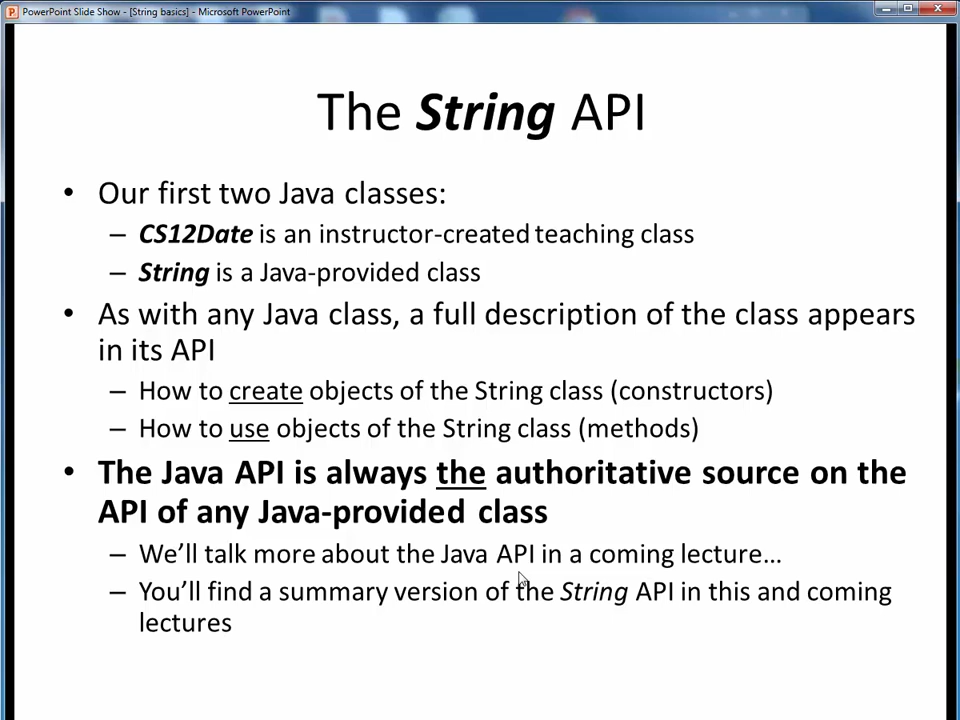 PowerPoint Slide Show - [String basics] - Microsoft PowerPoint
The String API
• Our first two Java classes:
– CS12Date is an instructor-created teaching class
– String is a Java-provided class
• As with any Java class, a full description of the class appears
in its API
– How to create objects of the String class (constructors)
– How to use objects of the String class (methods)
• The Java API is always the authoritative source on the
API of any Java-provided class
– We’ll talk more about the Java API in a coming lecture…
– You’ll find a summary version of the String API in this and coming
lectures